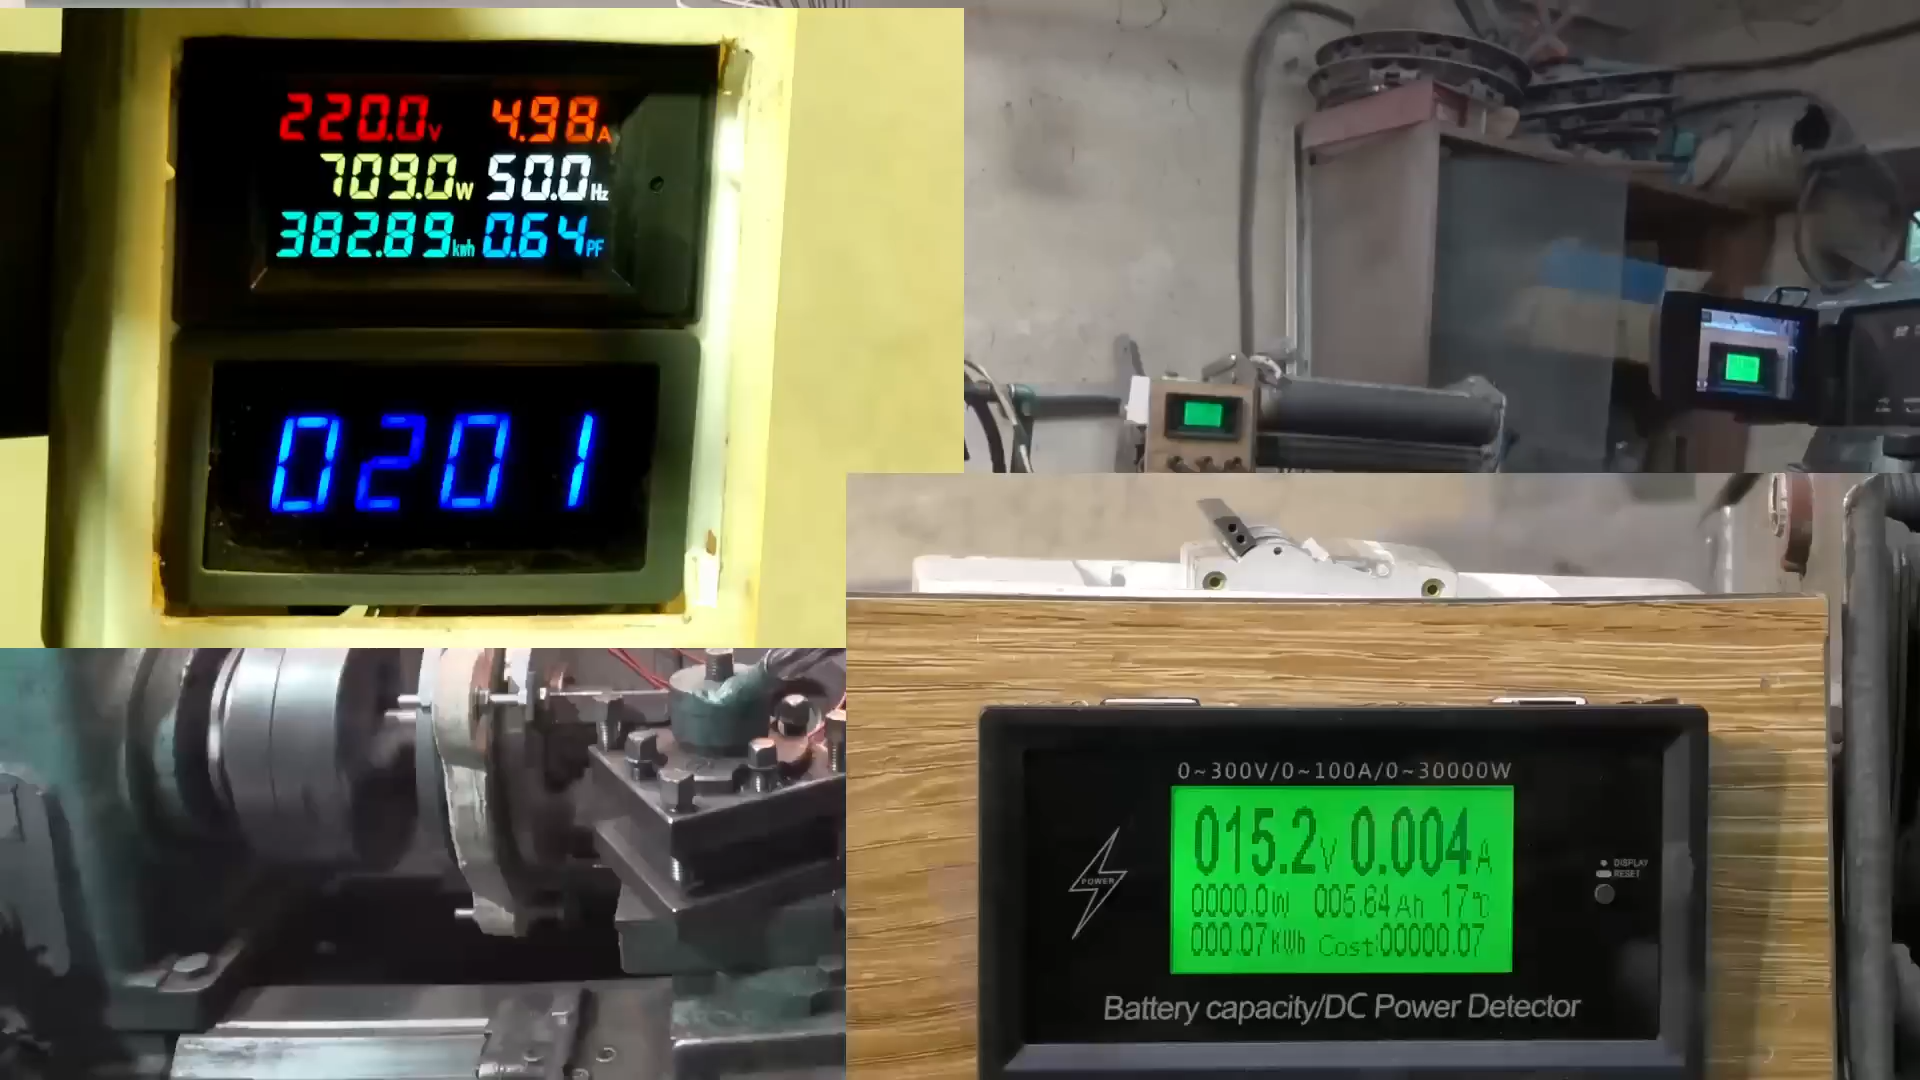 220.0V 4.98A
709.0W 50.0Hz
382.89kwh 0.64PF
0201
0~300V/0~100A/0~30000W
015.2V 0.004A
0000.0W 005.64Ah 17℃
000.07KWh Cost:00000.07
POWER
DISPLAY
RESET
Battery capacity/DC Power Detector